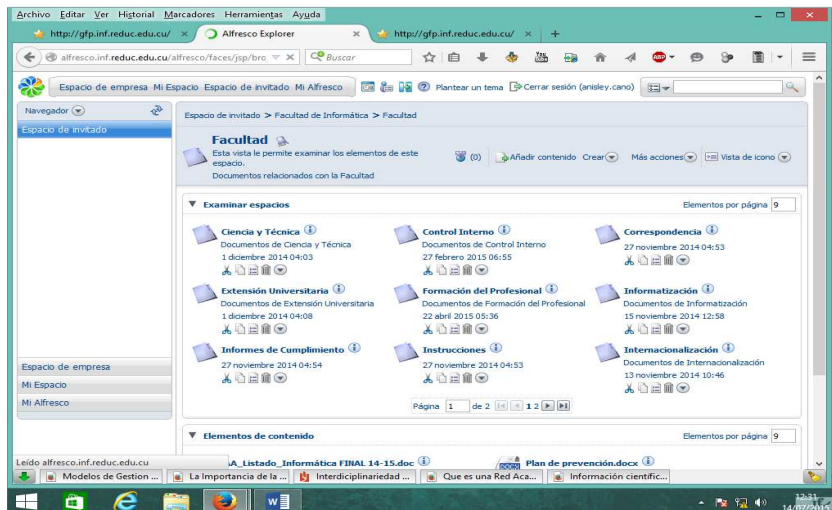 Archivo Editar Ver Historial Marcadores Herramientas Ayuda
http://gfp.inf.reduc.edu.cu/ Alfresco Explorer http://gfp.inf.reduc.edu.cu/
alfresco.inf.reduc.edu.cu/alfresco/faces/jsp/bro Buscar
Espacio de empresa Mi Espacio Espacio de invitado Mi Alfresco Plantear un tema Cerrar sesión (anisley.cano)
Navegador
Espacio de invitado
Espacio de empresa
Mi Espacio
Mi Alfresco
Espacio de invitado > Facultad de Informática > Facultad
Facultad
Esta vista le permite examinar los elementos de este
espacio.
Documentos relacionados con la Facultad
(0) Añadir contenido Crear Más acciones Vista de icono
Examinar espacios Elementos por página 9
Ciencia y Técnica
Documentos de Ciencia y Técnica
1 diciembre 2014 04:03
Control Interno
Documentos de Control Interno
27 febrero 2015 06:55
Correspondencia
27 noviembre 2014 04:53
Extensión Universitaria
Documentos de Extensión Universitaria
1 diciembre 2014 04:08
Formación del Profesional
Documentos de Formación del Profesional
22 abril 2015 05:36
Informatización
Documentos de Informatización
15 noviembre 2014 12:58
Informes de Cumplimiento
27 noviembre 2014 04:54
Instrucciones
27 noviembre 2014 04:53
Internacionalización
Documentos de Internacionalización
13 noviembre 2014 10:46
Página 1 de 2 1 2
Elementos de contenido Elementos por página 9
A_Listado_Informática FINAL 14-15.doc Plan de prevención.docx
Leído alfresco.inf.reduc.edu.cu
Modelos de Gestion ... La Importancia de la ... Interdiciplinariedad ... Que es una Red Aca... Información científic...
12:31
14/07/2015